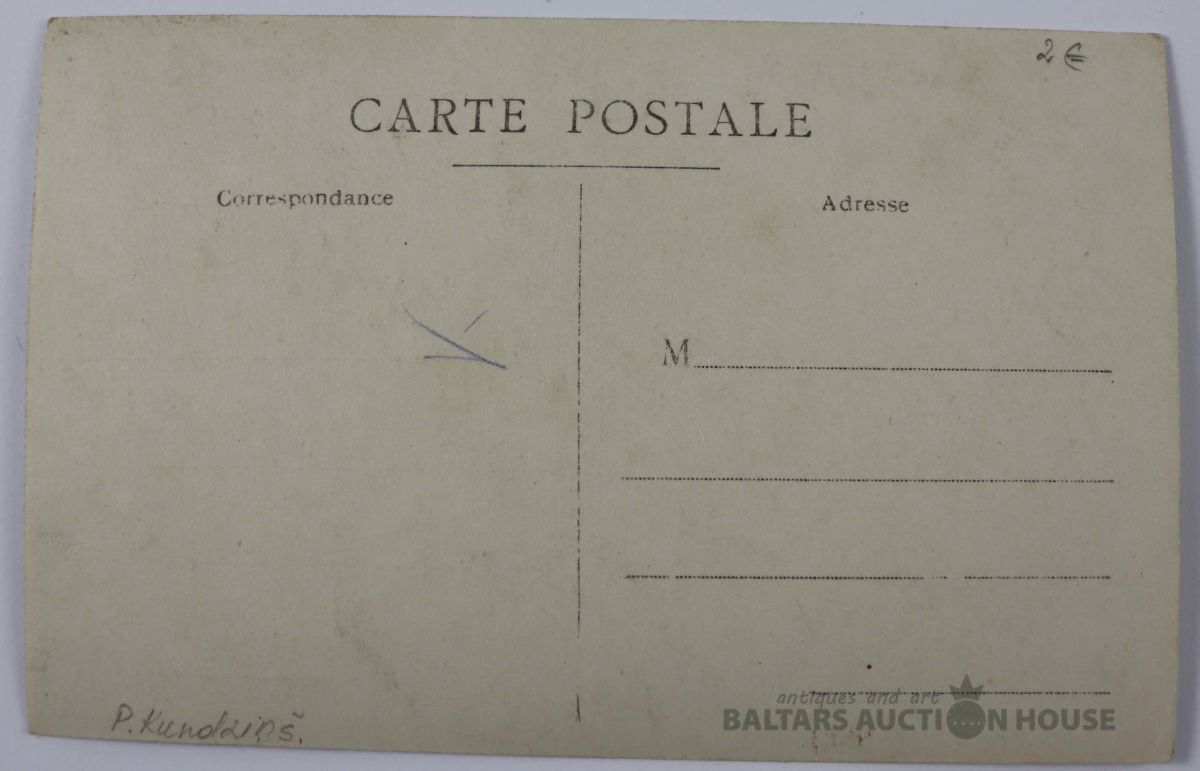 2 €
CARTE POSTALE
Correspondance
Adresse
M
P. Kundziņš.
antiques and art
BALTARS AUCTION HOUSE